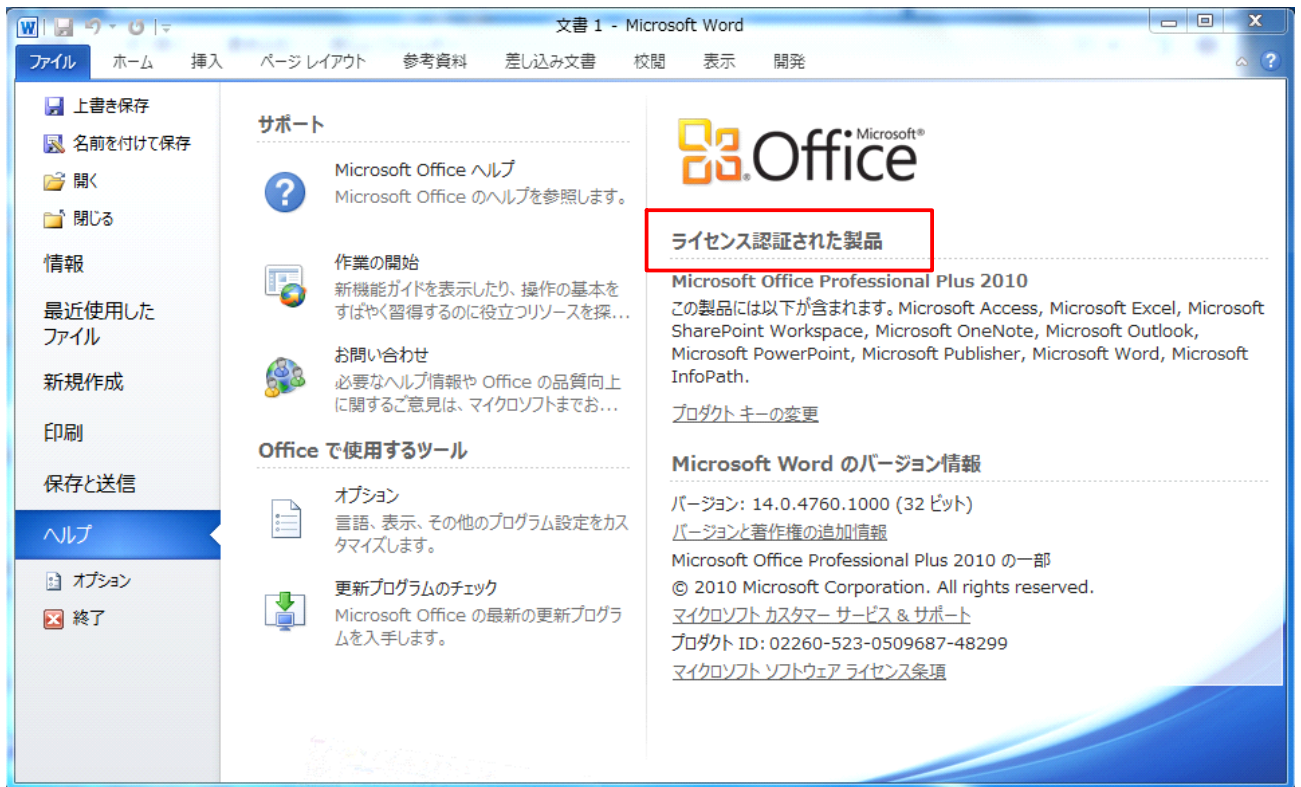 文書 1 - Microsoft Word
ファイル ホーム 挿入 ページ レイアウト 参考資料 差し込み文書 校閲 表示 開発
上書き保存
名前を付けて保存
開く
閉じる
情報
最近使用した
ファイル
新規作成
印刷
保存と送信
ヘルプ
オプション
終了
サポート
Microsoft Office ヘルプ
Microsoft Office のヘルプを参照します。
作業の開始
新機能ガイドを表示したり、操作の基本を
すばやく習得するのに役立つリソースを探...
お問い合わせ
必要なヘルプ情報や Office の品質向上
に関するご意見は、マイクロソフトまでお...
Office で使用するツール
オプション
言語、表示、その他のプログラム設定をカス
タマイズします。
更新プログラムのチェック
Microsoft Office の最新の更新プログラ
ムを入手します。
Microsoft®
Office
ライセンス認証された製品
Microsoft Office Professional Plus 2010
この製品には以下が含まれます。Microsoft Access, Microsoft Excel, Microsoft
SharePoint Workspace, Microsoft OneNote, Microsoft Outlook,
Microsoft PowerPoint, Microsoft Publisher, Microsoft Word, Microsoft
InfoPath.
プロダクト キーの変更
Microsoft Word のバージョン情報
バージョン: 14.0.4760.1000 (32 ビット)
バージョンと著作権の追加情報
Microsoft Office Professional Plus 2010 の一部
© 2010 Microsoft Corporation. All rights reserved.
マイクロソフト カスタマー サービス & サポート
プロダクト ID: 02260-523-0509687-48299
マイクロソフト ソフトウェア ライセンス条項